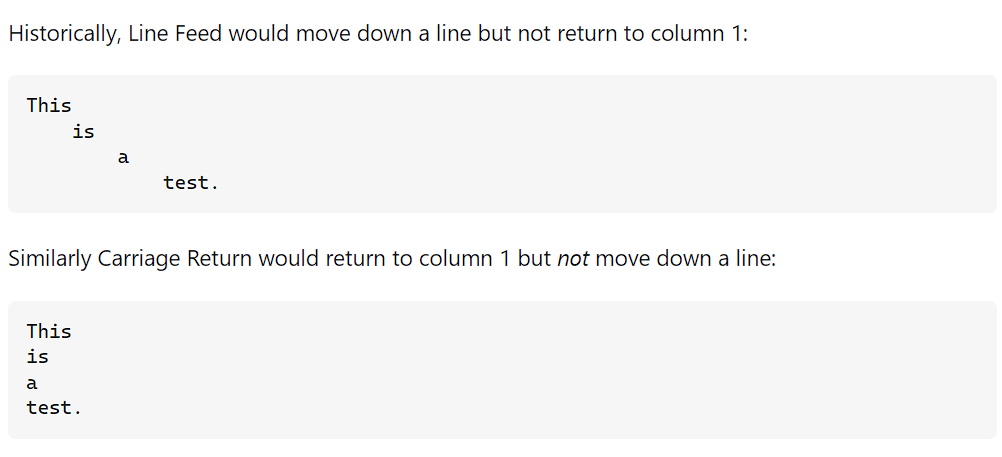 Historically, Line Feed would move down a line but not return to column 1:
This
    is
        a
            test.
Similarly Carriage Return would return to column 1 but not move down a line:
This
is
a
test.